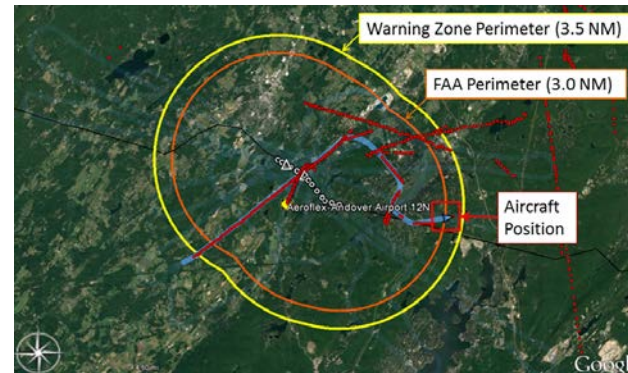 Warning Zone Perimeter (3.5 NM)
FAA Perimeter (3.0 NM)
Aeroflex-Andover Airport 12N
Aircraft
Position
Google